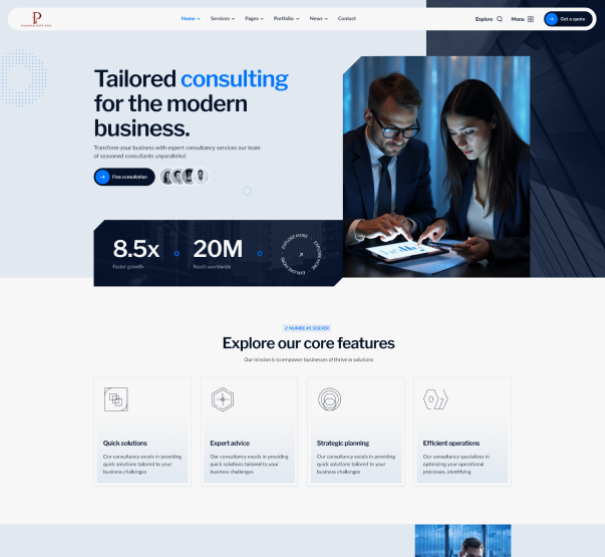 P
Home
Services
Pages
Portfolio
News
Contact
Explore
Menu
Get a quote
Tailored consulting
for the modern
business.
Transform your business with expert consultancy services our team
of seasoned consultants unparalleled.
Free consultation
8.5x
Faster growth
20M
Reach worldwide
EXPLORE MORE EXPLORE MORE EXPLORE MORE
// NUMBE #1 SOLVER
Explore our core features
Our mission is to empower businesses of thrive in solutions
Quick solutions
Our consultancy excels in providing
quick solutions tailored to your
business challenges
Expert advice
Our consultancy excels in providing
quick solutions tailored to your
business challenges
Strategic planning
Our consultancy excels in providing
quick solutions tailored to your
business challenges
Efficient operations
Our consultancy specializes in
optimizing your operational
processes, identifying